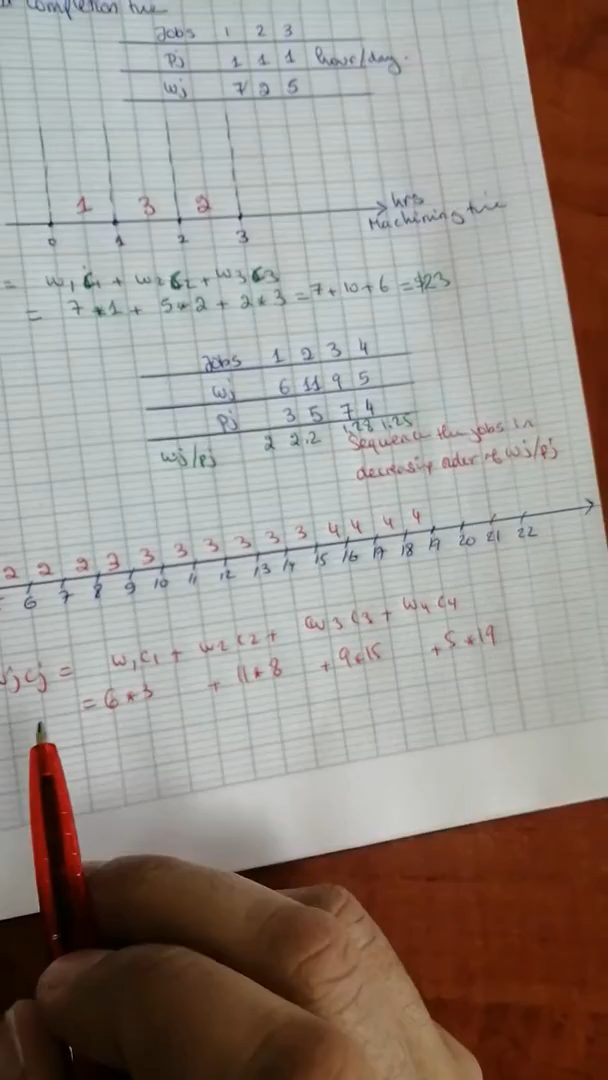 completion time
Jobs 1 2 3
Pj 1 1 1 hour/day.
Wj 7 2 5
1 3 2
hrs
Machining time
0 1 2 3
= W1C1 + W2C2 + W3C3
= 7*1 + 5*2 + 2*3 = 7+10+6 = 23
Jobs 1 2 3 4
Wj 6 11 9 5
Pj 3 5 7 4
Wj/Pj 2 2.2 1.28 1.25
Sequence the jobs in
decreasing order of Wj/Pj
2 2 2 2 3 3 3 3 3 3 4 4 4 4
6 7 8 9 10 11 12 13 14 15 16 17 18 19 20 21 22
jCj = W1C1 + W2C2 + W3C3 + W4C4
= 6*3 + 11*8 + 9*15 + 5*19